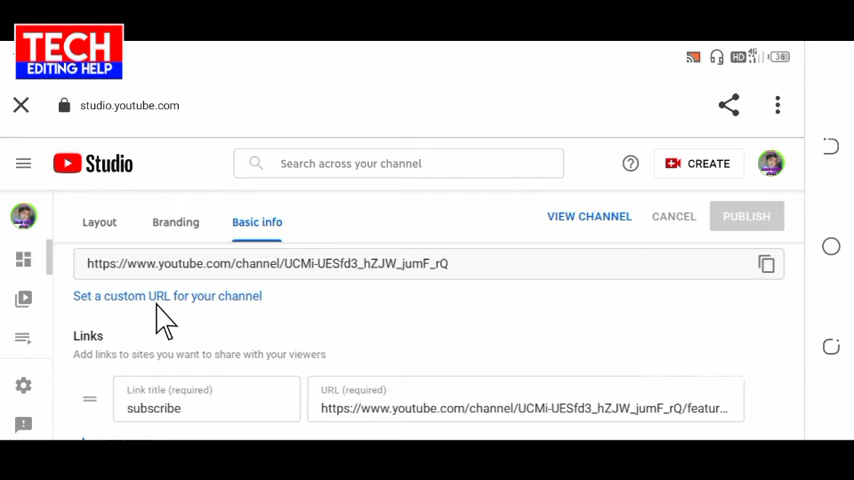 TECH
EDITING HELP
HD 4G 36
studio.youtube.com
Studio
Search across your channel
CREATE
Layout
Branding
Basic info
VIEW CHANNEL
CANCEL
PUBLISH
https://www.youtube.com/channel/UCMi-UESfd3_hZJW_jumF_rQ
Set a custom URL for your channel
Links
Add links to sites you want to share with your viewers
Link title (required)
URL (required)
subscribe
https://www.youtube.com/channel/UCMi-UESfd3_hZJW_jumF_rQ/featur...